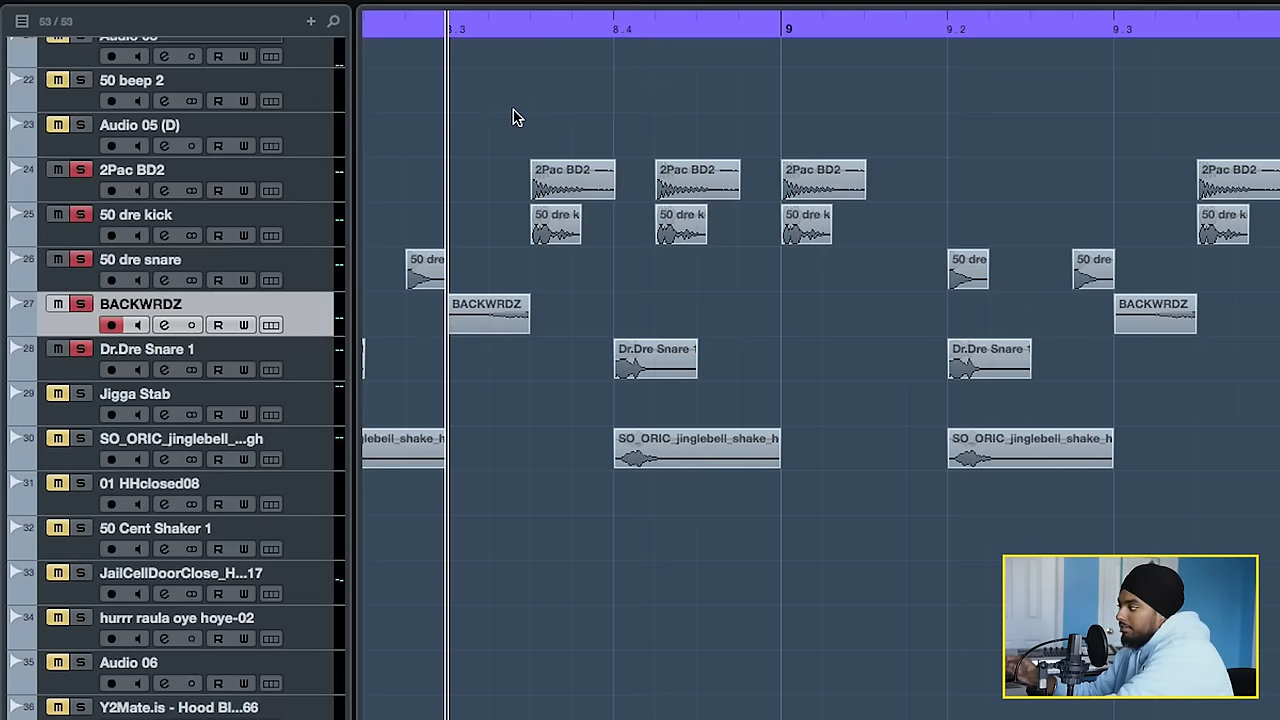 53 / 53
8.3 8.4 9 9.2 9.3
M S
22 M S 50 beep 2
R W
23 M S Audio 05 (D)
R W
24 M S 2Pac BD2
R W
2Pac BD2 2Pac BD2 2Pac BD2 2Pac BD2
25 M S 50 dre kick
R W
50 dre k 50 dre k 50 dre k 50 dre k
26 M S 50 dre snare
R W
50 dre 50 dre 50 dre
27 M S BACKWRDZ
R W
BACKWRDZ BACKWRDZ
28 M S Dr.Dre Snare 1
R W
Dr.Dre Snare 1 Dr.Dre Snare 1
29 M S Jigga Stab
R W
30 M S SO_ORIC_jinglebell_...gh
R W
glebell_shake_h SO_ORIC_jinglebell_shake_h SO_ORIC_jinglebell_shake_h
31 M S 01 HHclosed08
R W
32 M S 50 Cent Shaker 1
R W
33 M S JailCellDoorClose_H...17
R W
34 M S hurrr raula oye hoye-02
R W
35 M S Audio 06
R W
36 M S Y2Mate.is - Hood Bl...66